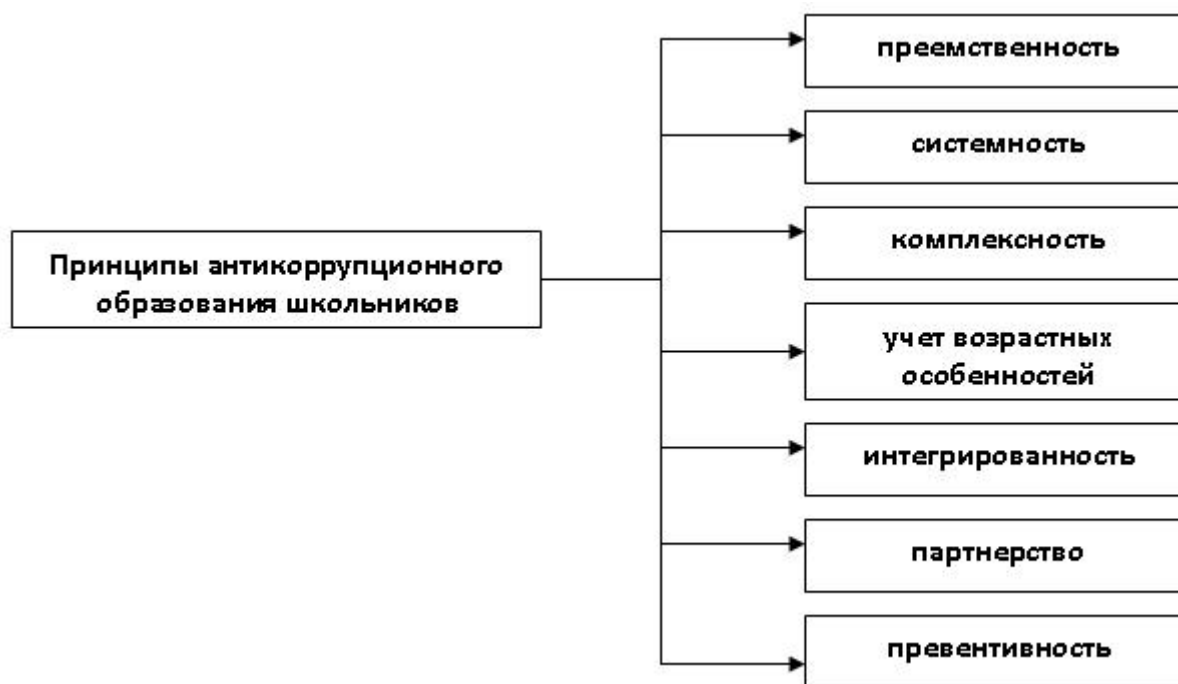 Принципы антикоррупционного
образования школьников
преемственность
системность
комплексность
учет возрастных
особенностей
интегрированность
партнерство
превентивность